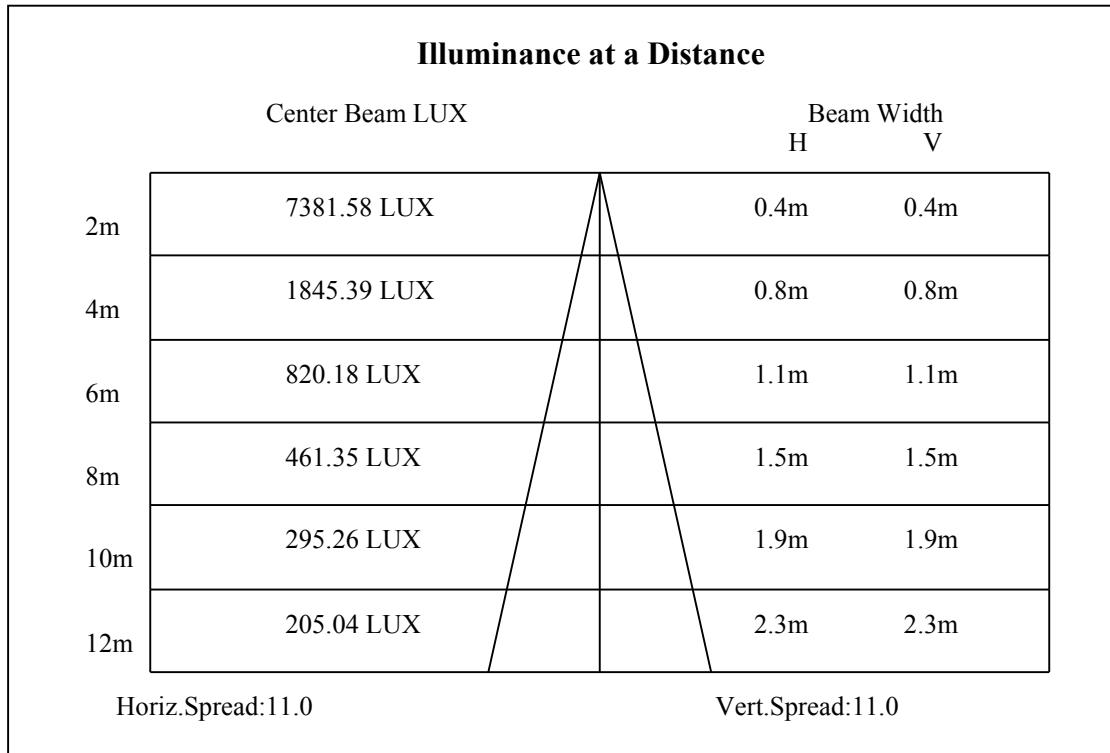 Illuminance at a Distance
Center Beam LUX Beam Width
H V
2m 7381.58 LUX 0.4m 0.4m
4m 1845.39 LUX 0.8m 0.8m
6m 820.18 LUX 1.1m 1.1m
8m 461.35 LUX 1.5m 1.5m
10m 295.26 LUX 1.9m 1.9m
12m 205.04 LUX 2.3m 2.3m
Horiz.Spread:11.0 Vert.Spread:11.0